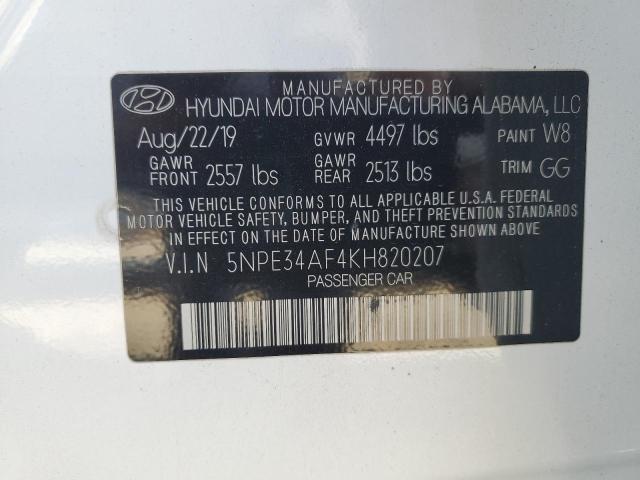 MANUFACTURED BY
HYUNDAI MOTOR MANUFACTURING ALABAMA, LLC
Aug/22/19 GVWR 4497 lbs PAINT W8
GAWR FRONT 2557 lbs GAWR REAR 2513 lbs TRIM GG
THIS VEHICLE CONFORMS TO ALL APPLICABLE U.S.A. FEDERAL
MOTOR VEHICLE SAFETY, BUMPER, AND THEFT PREVENTION STANDARDS
IN EFFECT ON THE DATE OF MANUFACTURE SHOWN ABOVE
V.I.N 5NPE34AF4KH820207
PASSENGER CAR